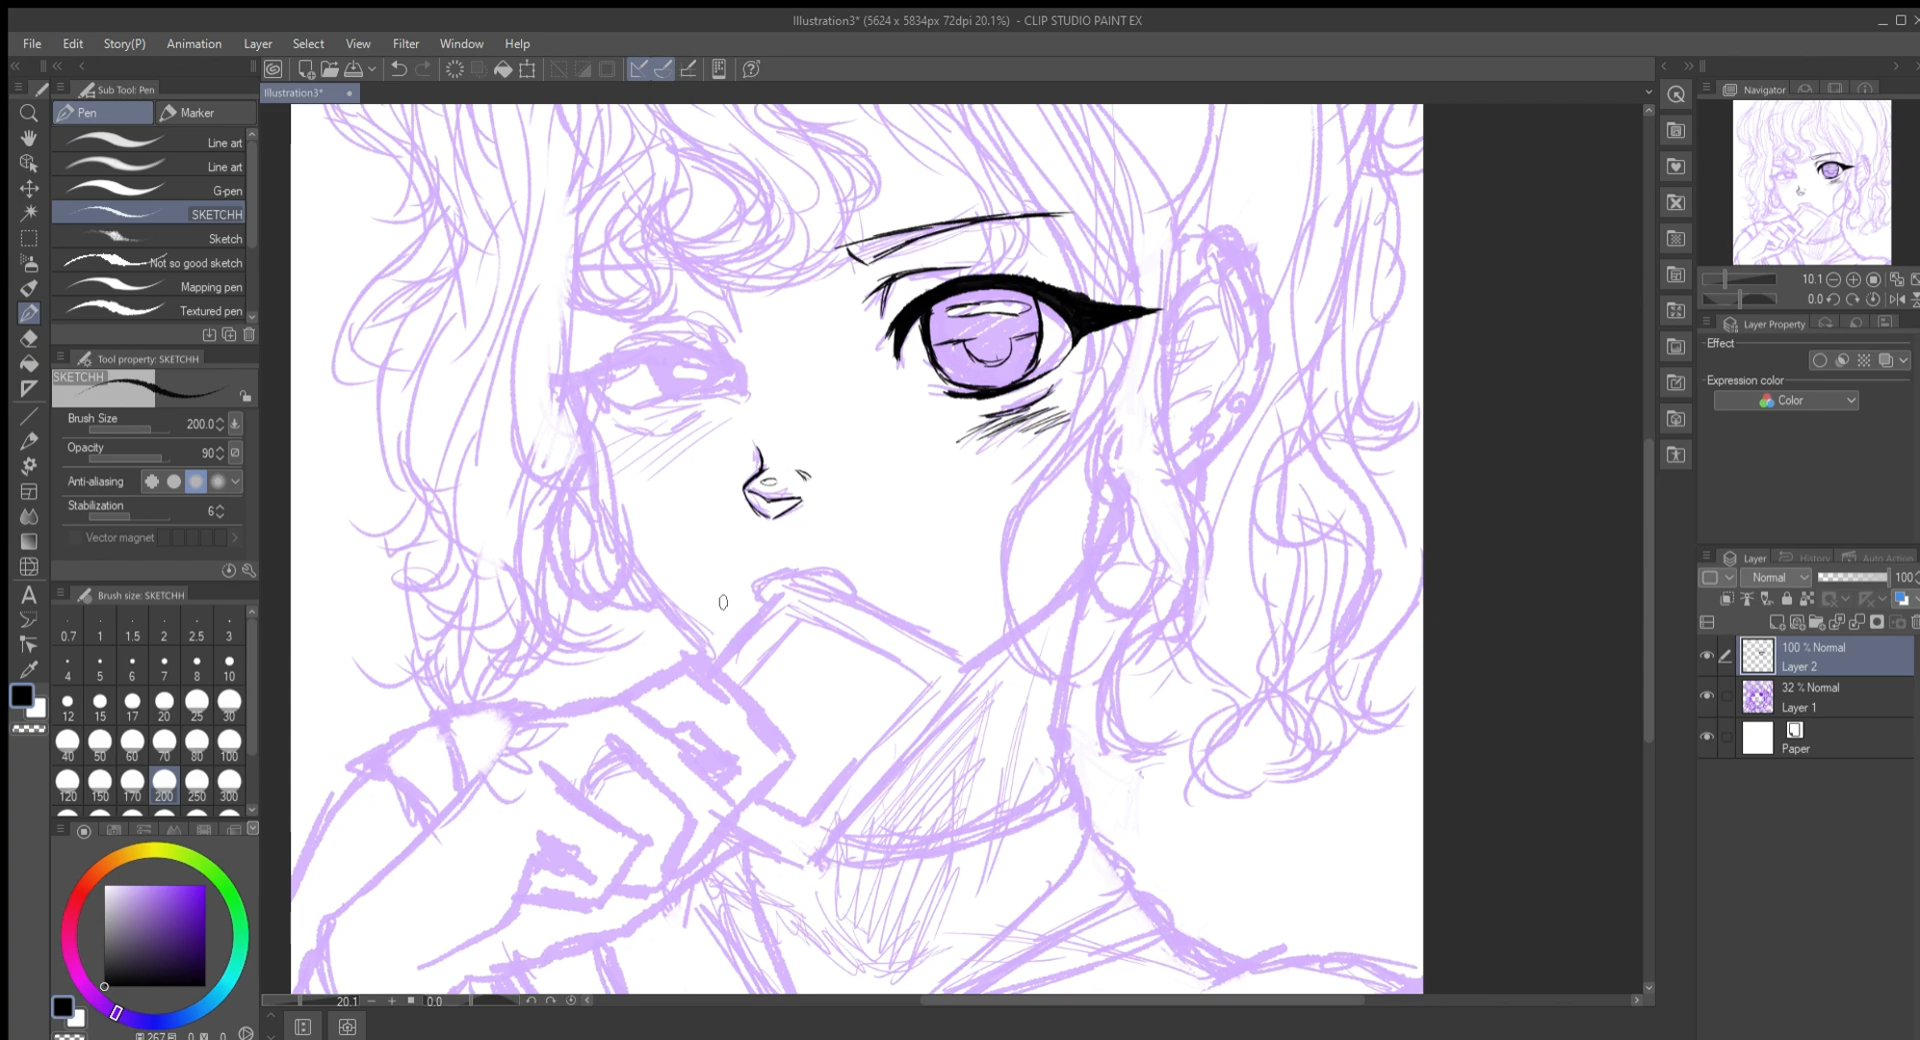 Illustration3* (5624 x 5834px 72dpi 20.1%) - CLIP STUDIO PAINT EX
File Edit Story(P) Animation Layer Select View Filter Window Help
Sub Tool: Pen
Illustration3*
Navigator
Pen Marker
Line art
Line art
G-pen
SKETCHH
Sketch
Not so good sketch
Mapping pen
Textured pen
10.1
0.0
Layer Property
Effect
Expression color
Color
Tool property: SKETCHH
SKETCHH
Brush Size 200.0
Opacity 90
Anti-aliasing
Stabilization 6
Vector magnet
Layer History Auto Action
Normal 100
Brush size: SKETCHH
0.7 1 1.5 2 2.5 3
4 5 6 7 8 10
12 15 17 20 25 30
40 50 60 70 80 100
120 150 170 200 250 300
100 % Normal
Layer 2
32 % Normal
Layer 1
Paper
20.1 0.0
267 0 0